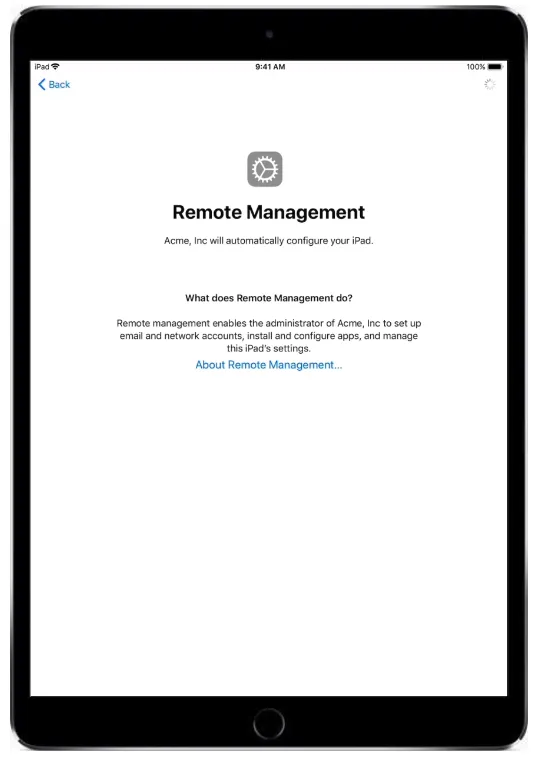 iPad 9:41 AM 100%
Back
Remote Management
Acme, Inc will automatically configure your iPad.
What does Remote Management do?
Remote management enables the administrator of Acme, Inc to set up
email and network accounts, install and configure apps, and manage
this iPad's settings.
About Remote Management...